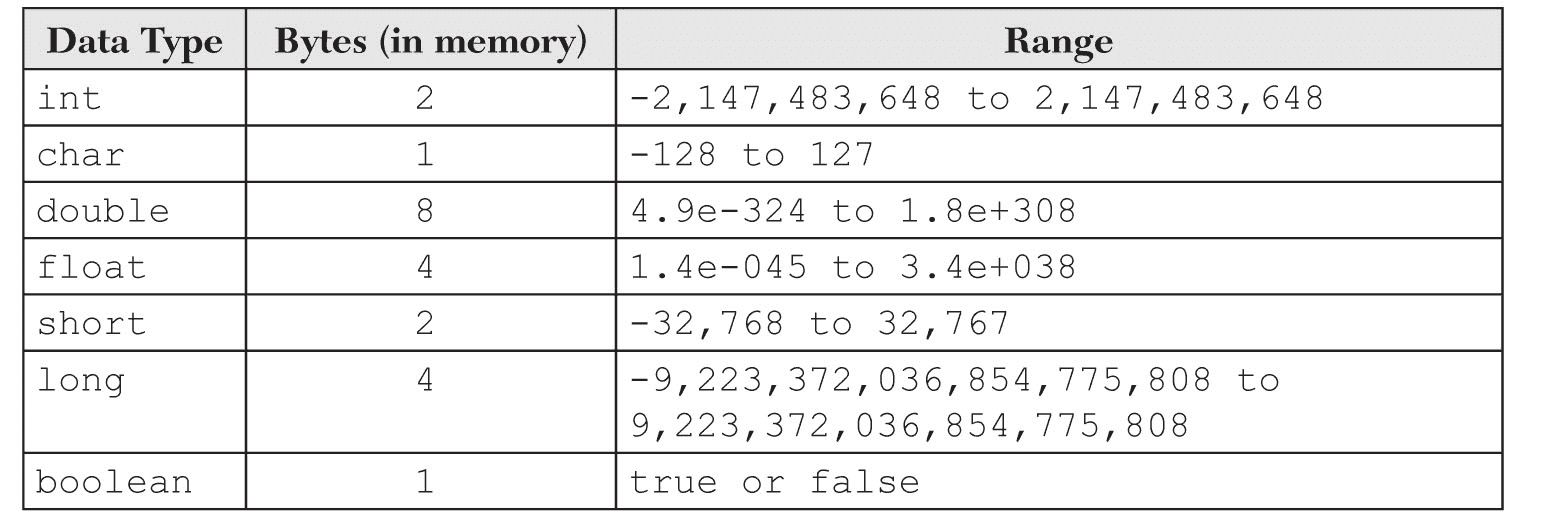 Data Type Bytes (in memory) Range
int 2 -2,147,483,648 to 2,147,483,648
char 1 -128 to 127
double 8 4.9e-324 to 1.8e+308
float 4 1.4e-045 to 3.4e+038
short 2 -32,768 to 32,767
long 4 -9,223,372,036,854,775,808 to
9,223,372,036,854,775,808
boolean 1 true or false